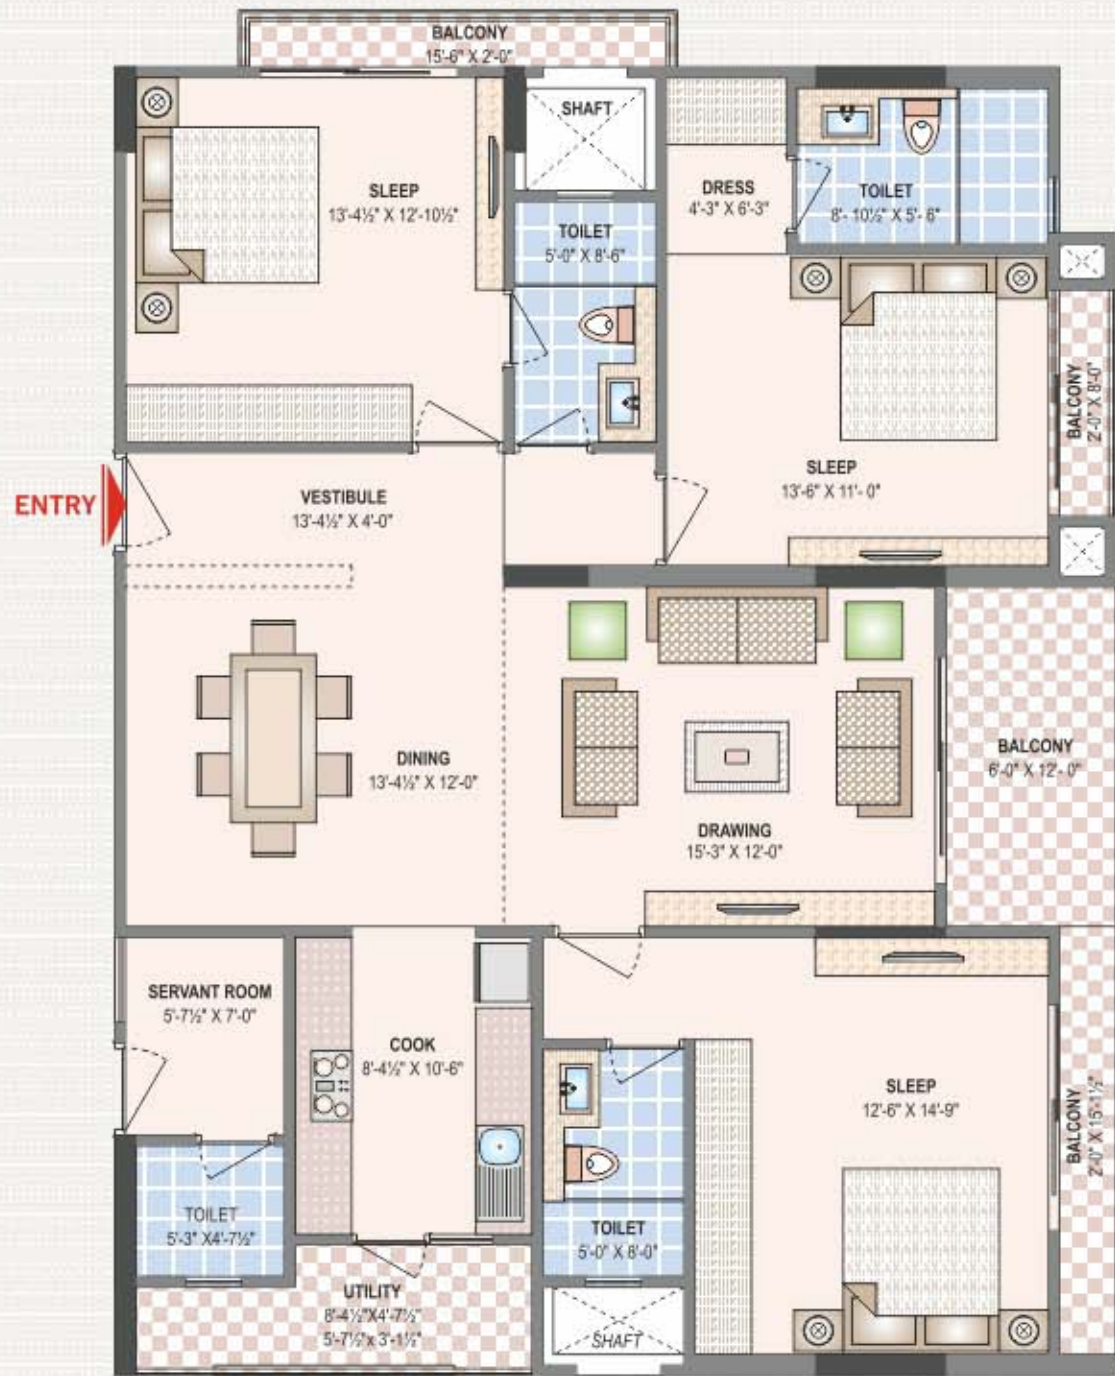 BALCONY
15'-6" X 2'-0"
SHAFT
SLEEP
13'-4½" X 12'-10½"
DRESS
4'-3" X 6'-3"
TOILET
8'- 10½" X 5'- 6"
TOILET
5'-0" X 8'-6"
BALCONY
2'-0" X 8'-0"
SLEEP
13'-6" X 11'- 0"
ENTRY
VESTIBULE
13'-4½" X 4'-0"
BALCONY
6'-0" X 12'- 0"
DINING
13'-4½" X 12'-0"
DRAWING
15'-3" X 12'-0"
SERVANT ROOM
5'-7½" X 7'-0"
COOK
8'-4½" X 10'-6"
SLEEP
12'-6" X 14'-9"
BALCONY
2'-0" X 15'-1½"
TOILET
5'-3" X4'-7½"
TOILET
5'-0" X 8'-0"
UTILITY
8'-4½"X4'-7½"
5'-7½"x 3'-1½"
SHAFT